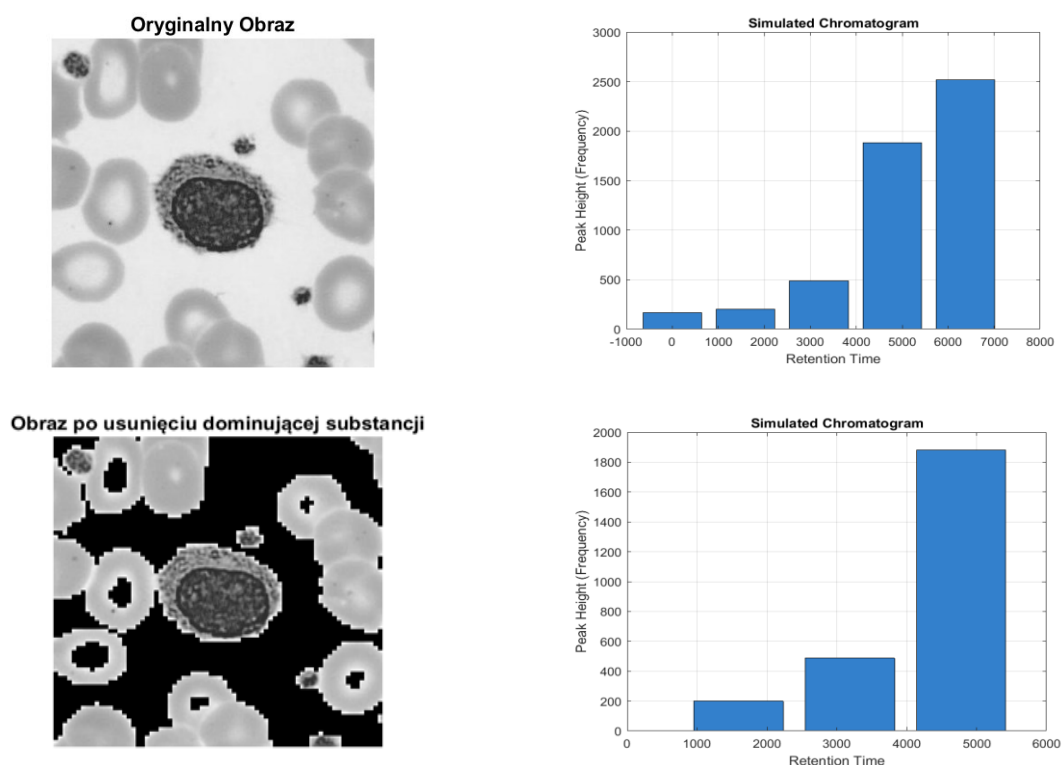 Oryginalny Obraz
Simulated Chromatogram
Peak Height (Frequency)
3000
2500
2000
1500
1000
500
0
-1000 0 1000 2000 3000 4000 5000 6000 7000 8000
Retention Time
Obraz po usunięciu dominującej substancji
Simulated Chromatogram
Peak Height (Frequency)
2000
1800
1600
1400
1200
1000
800
600
400
200
0
0 1000 2000 3000 4000 5000 6000
Retention Time